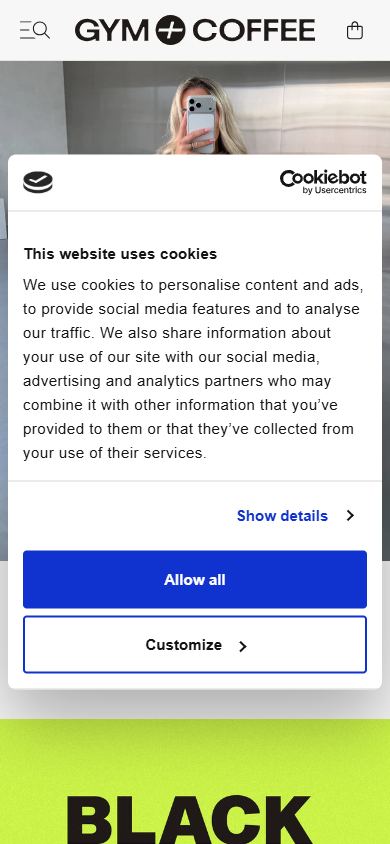 GYM+COFFEE
Cookiebot
by Usercentrics
This website uses cookies
We use cookies to personalise content and ads,
to provide social media features and to analyse
our traffic. We also share information about
your use of our site with our social media,
advertising and analytics partners who may
combine it with other information that you’ve
provided to them or that they’ve collected from
your use of their services.
Show details
Allow all
Customize
BLACK